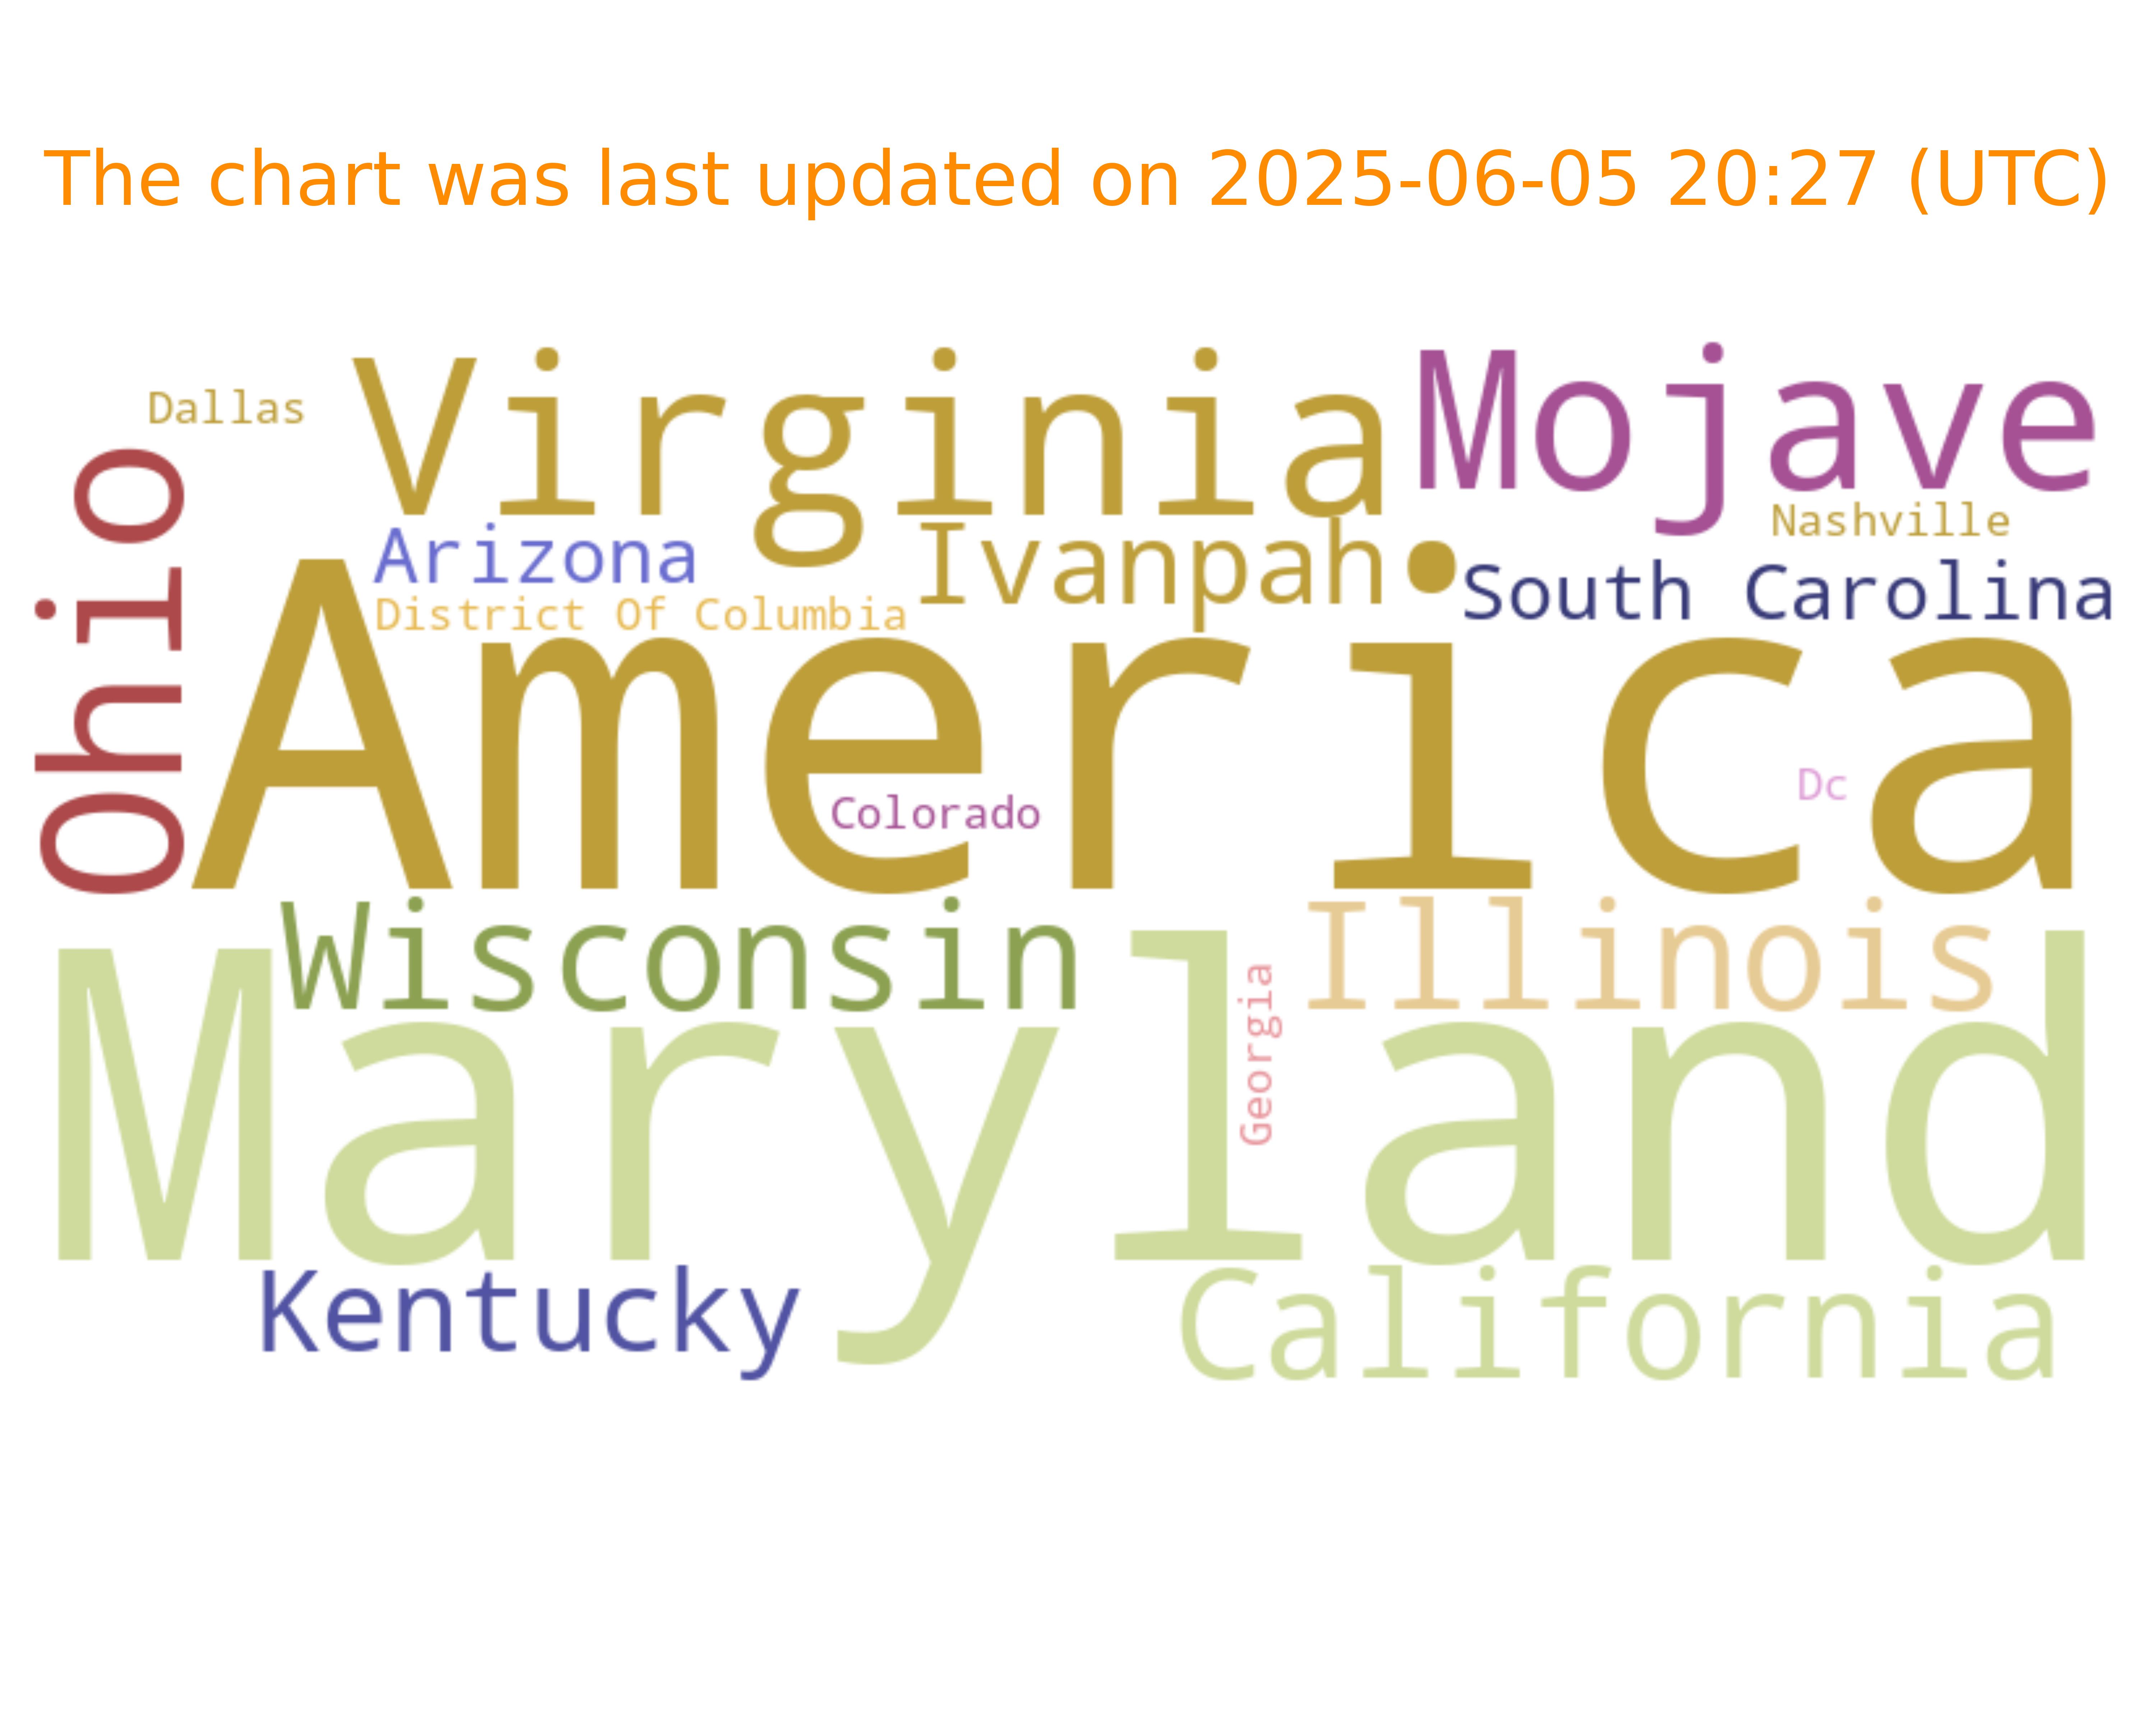 The chart was last updated on 2025-06-05 20:27 (UTC)
Dallas
Virginia
Mojave
Ohio
Arizona
Ivanpah
Nashville
South Carolina
District Of Columbia
America
Colorado
Dc
Wisconsin
Illinois
Maryland
Georgia
Kentucky
California